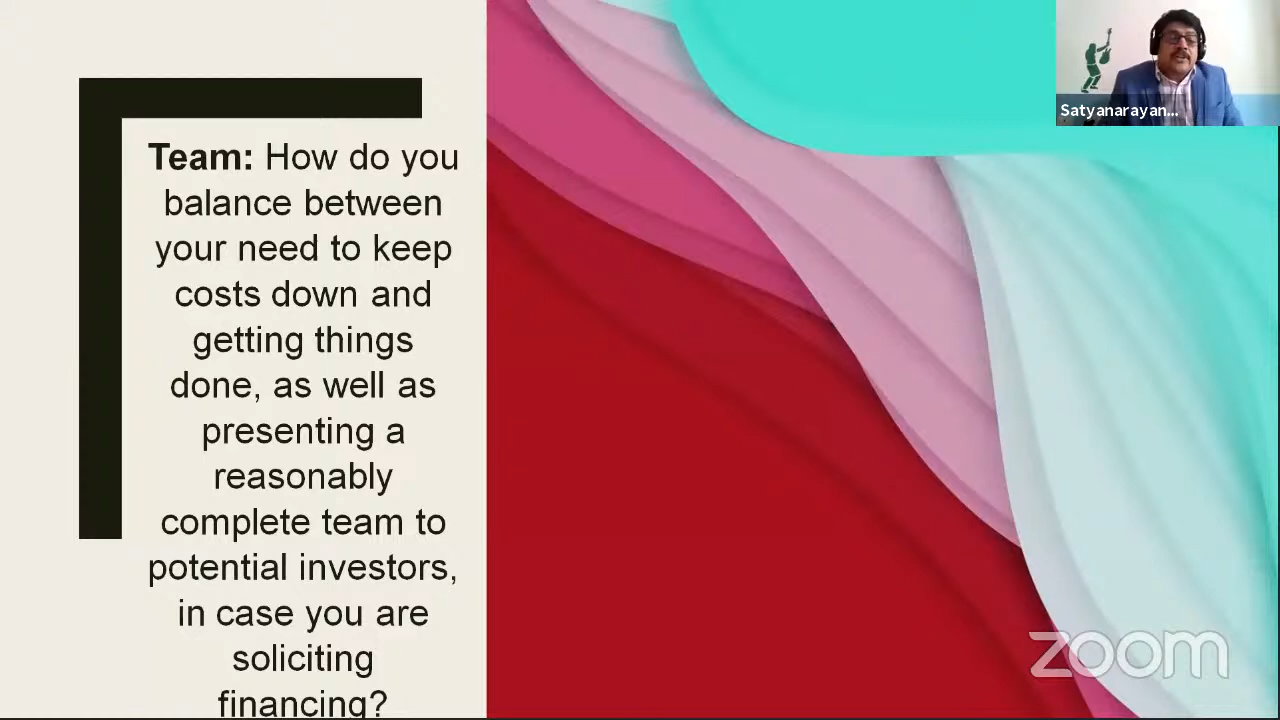 Team: How do you
balance between
your need to keep
costs down and
getting things
done, as well as
presenting a
reasonably
complete team to
potential investors,
in case you are
soliciting
financing?
Satyanarayan...
zoom